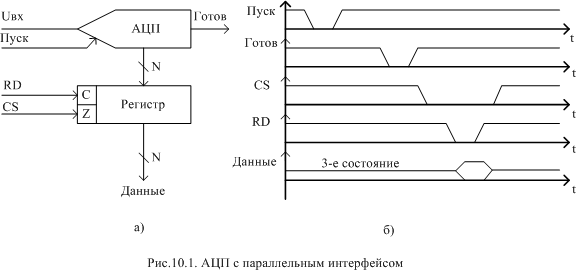 Uвх
Пуск
АЦП
Готов
N
RD
CS
C
Z
Регистр
N
Данные
а)
Пуск
t
Готов
t
CS
t
RD
t
Данные
3-е состояние
t
б)
Рис.10.1. АЦП с параллельным интерфейсом